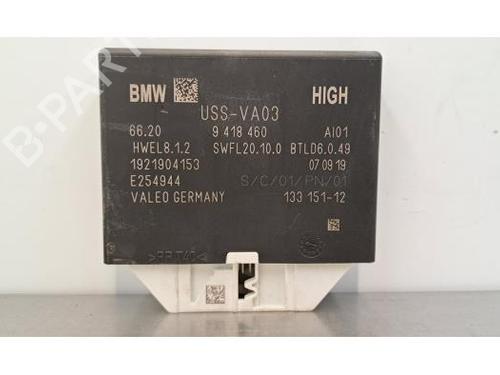 BMW HIGH
USS-VA03
66.20 9 418 460 AI01
HWEL8.1.2 SWFL20.10.0 BTLD6.0.49
1921904153 07 09 19
E254944 S/C/01/PN/01
VALEO GERMANY 133 151-12
B-PARTS